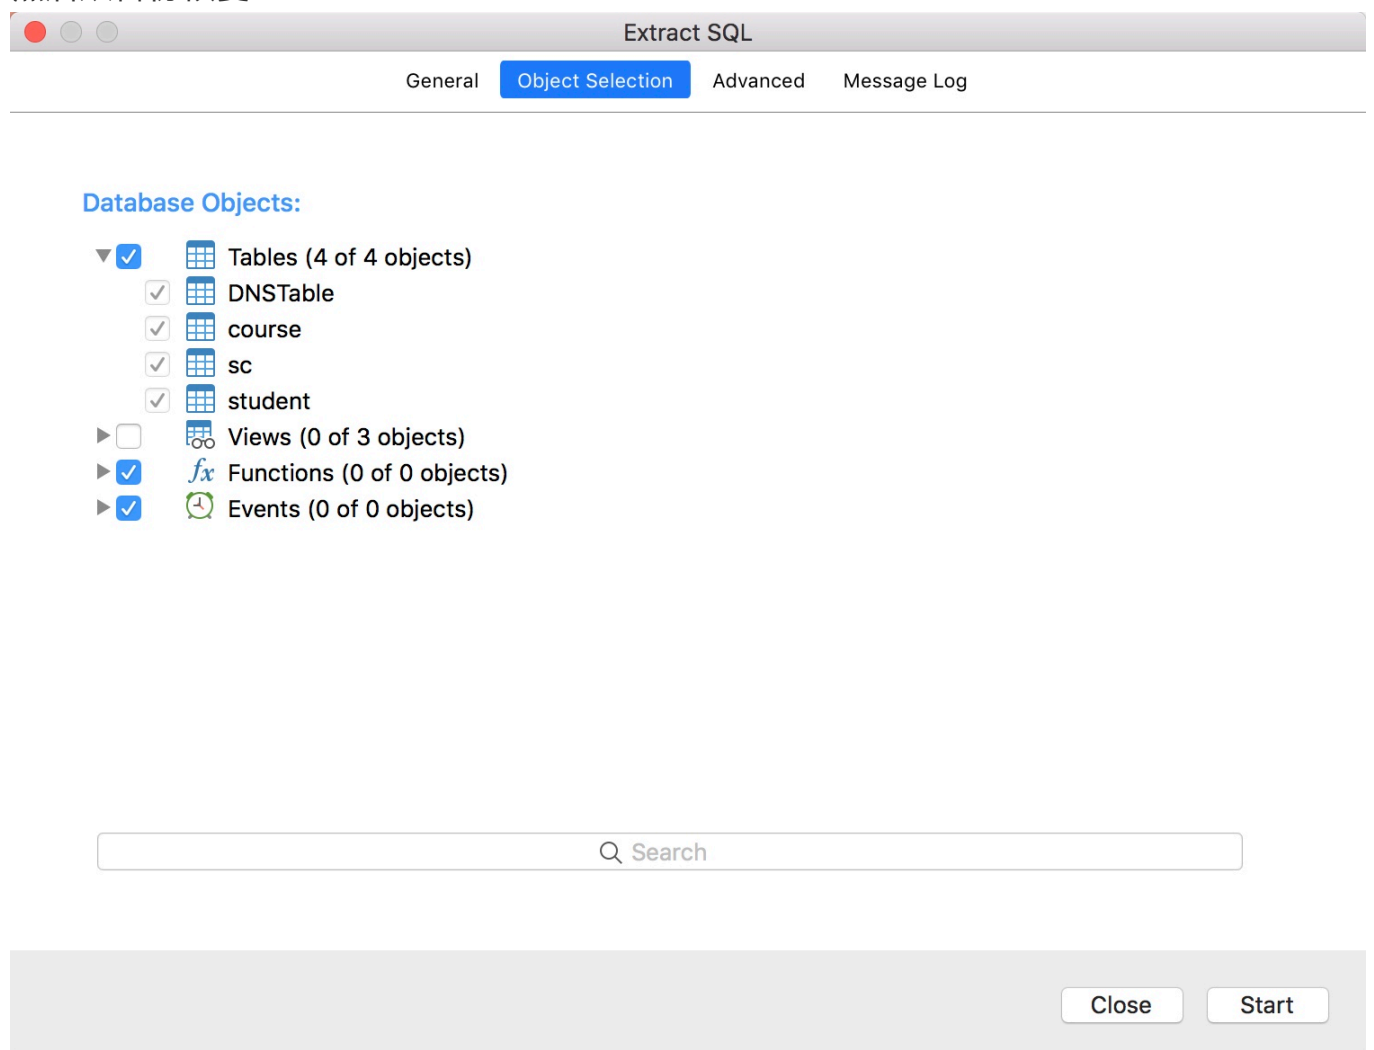 Extract SQL
General Object Selection Advanced Message Log
Database Objects:
Tables (4 of 4 objects)
DNSTable
course
sc
student
Views (0 of 3 objects)
fx Functions (0 of 0 objects)
Events (0 of 0 objects)
Search
Close Start